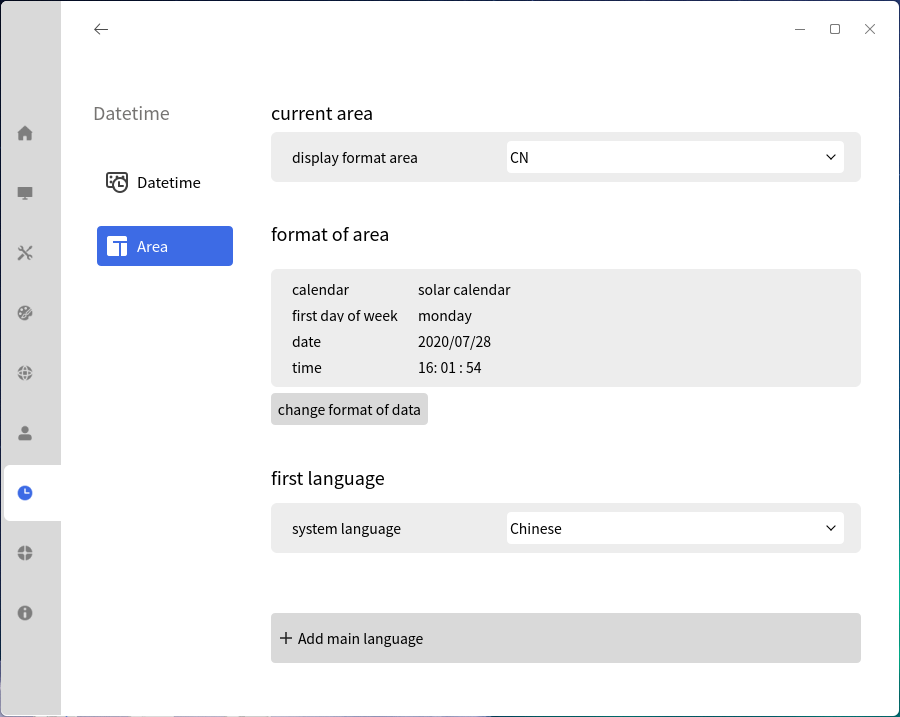 Datetime
Datetime
Area
current area
display format area CN
format of area
calendar solar calendar
first day of week monday
date 2020/07/28
time 16: 01 : 54
change format of data
first language
system language Chinese
+ Add main language